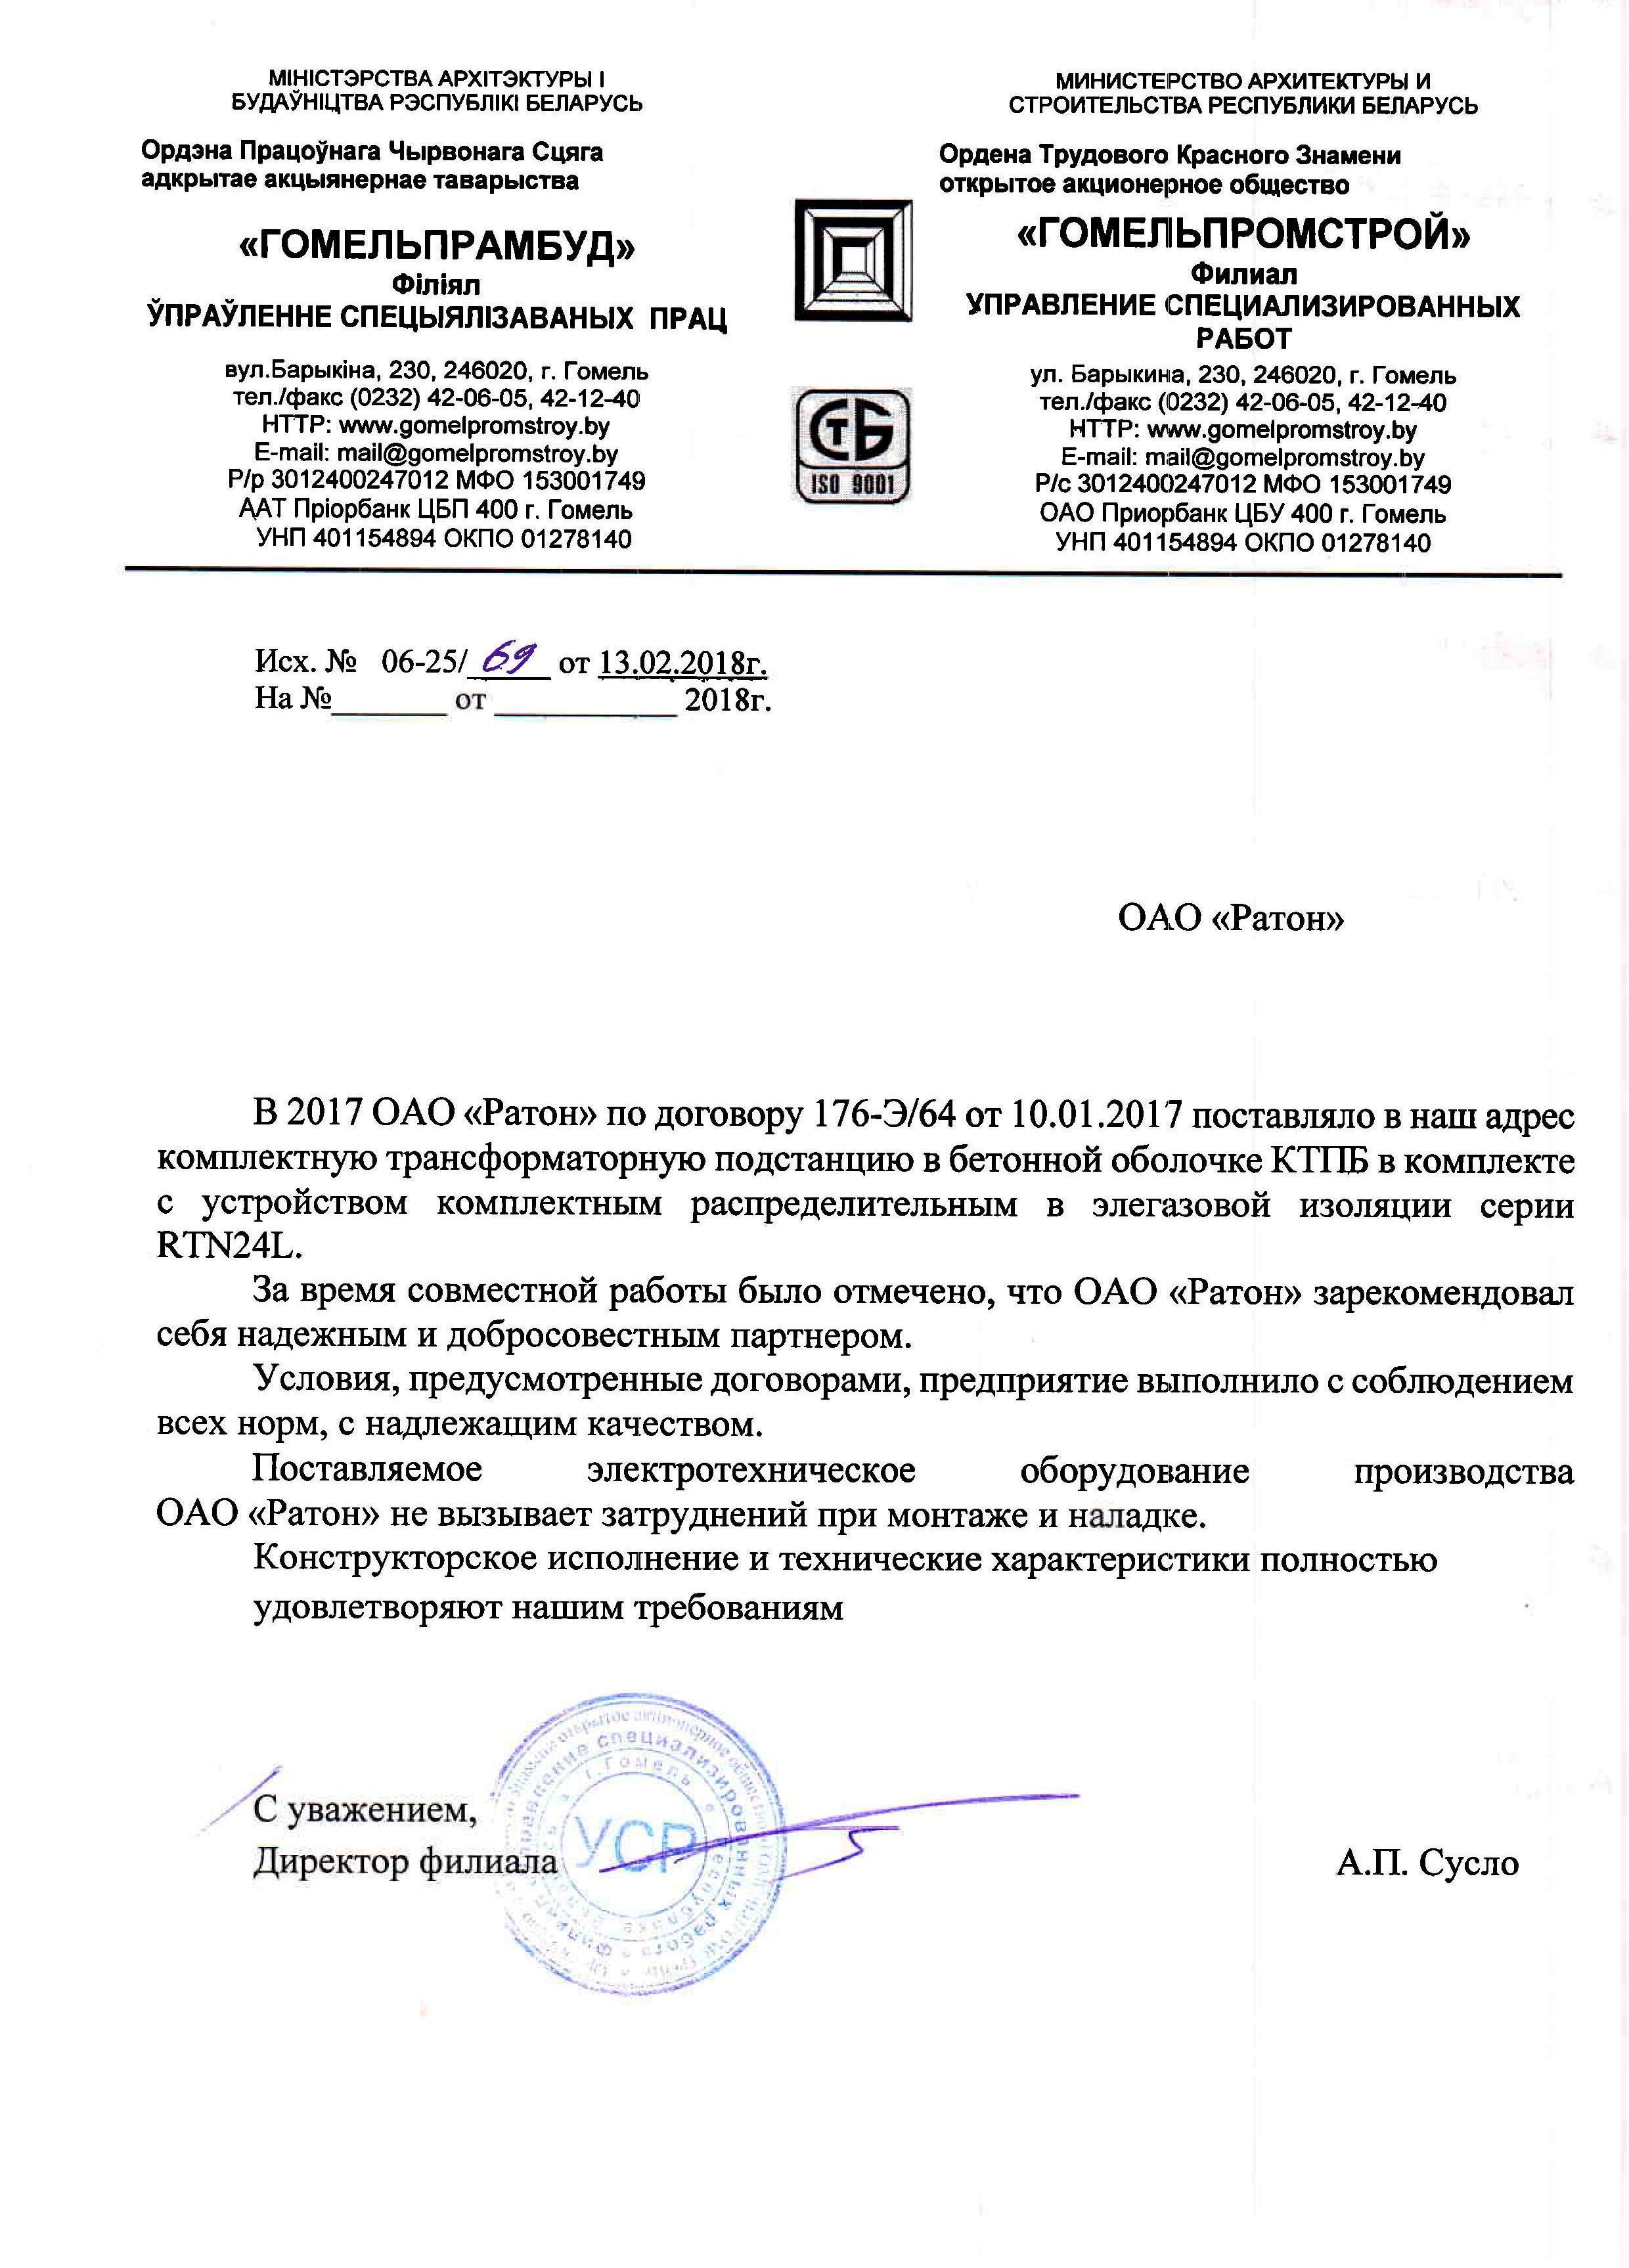 МІНІСТЭРСТВА АРХІТЭКТУРЫ І
БУДАЎНІЦТВА РЭСПУБЛІКІ БЕЛАРУСЬ
Ордэна Працоўнага Чырвонага Сцяга
адкрытае акцыянернае таварыства
«ГОМЕЛЬПРАМБУД»
Філіял
ЎПРАЎЛЕННЕ СПЕЦЫЯЛІЗАВАНЫХ ПРАЦ
вул.Барыкіна, 230, 246020, г. Гомель
тел./факс (0232) 42-06-05, 42-12-40
HTTP: www.gomelpromstroy.by
E-mail: mail@gomelpromstroy.by
Р/р 3012400247012 МФО 153001749
ААТ Пріорбанк ЦБП 400 г. Гомель
УНП 401154894 ОКПО 01278140
СТБ
ISO 9001
МИНИСТЕРСТВО АРХИТЕКТУРЫ И
СТРОИТЕЛЬСТВА РЕСПУБЛИКИ БЕЛАРУСЬ
Ордена Трудового Красного Знамени
открытое акционерное общество
«ГОМЕЛЬПРОМСТРОЙ»
Филиал
УПРАВЛЕНИЕ СПЕЦИАЛИЗИРОВАННЫХ
РАБОТ
ул. Барыкина, 230, 246020, г. Гомель
тел./факс (0232) 42-06-05, 42-12-40
HTTP: www.gomelpromstroy.by
E-mail: mail@gomelpromstroy.by
Р/с 3012400247012 МФО 153001749
ОАО Приорбанк ЦБУ 400 г. Гомель
УНП 401154894 ОКПО 01278140
Исх. № 06-25/ 69 от 13.02.2018г.
На №_______ от ___________ 2018г.
ОАО «Ратон»
В 2017 ОАО «Ратон» по договору 176-Э/64 от 10.01.2017 поставляло в наш адрес
комплектную трансформаторную подстанцию в бетонной оболочке КТПБ в комплекте
с устройством комплектным распределительным в элегазовой изоляции серии
RTN24L.
За время совместной работы было отмечено, что ОАО «Ратон» зарекомендовал
себя надежным и добросовестным партнером.
Условия, предусмотренные договорами, предприятие выполнило с соблюдением
всех норм, с надлежащим качеством.
Поставляемое электротехническое оборудование производства
ОАО «Ратон» не вызывает затруднений при монтаже и наладке.
Конструкторское исполнение и технические характеристики полностью
удовлетворяют нашим требованиям
С уважением,
Директор филиала
А.П. Сусло
открытое акционерное общество
управление специализированных работ
филиал
г.Гомель
Республика Беларусь
УСР